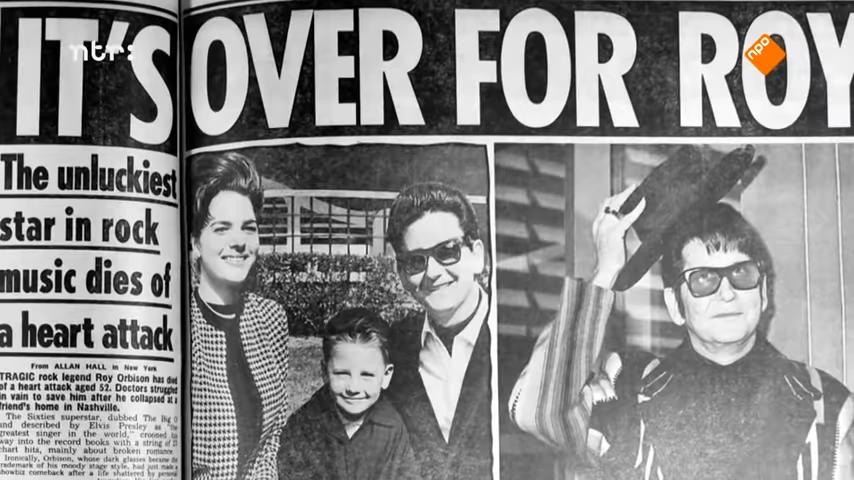 IT'S OVER FOR ROY
ntr:
npo
The unluckiest
star in rock
music dies of
a heart attack
From ALLAN HALL in New York
TRAGIC rock legend Roy Orbison has died
of a heart attack aged 52. Doctors struggled
in vain to save him after he collapsed at a
friend's home in Nashville.
The Sixties superstar, dubbed The Big O
and described by Elvis Presley as "the
greatest singer in the world," crooned his
way into the record books with a string of
chart hits, mainly about broken romance.
Ironically, Orbison, whose dark glasses became the
trademark of his moody stage style, had just made a
showbiz comeback after a life shattered by personal